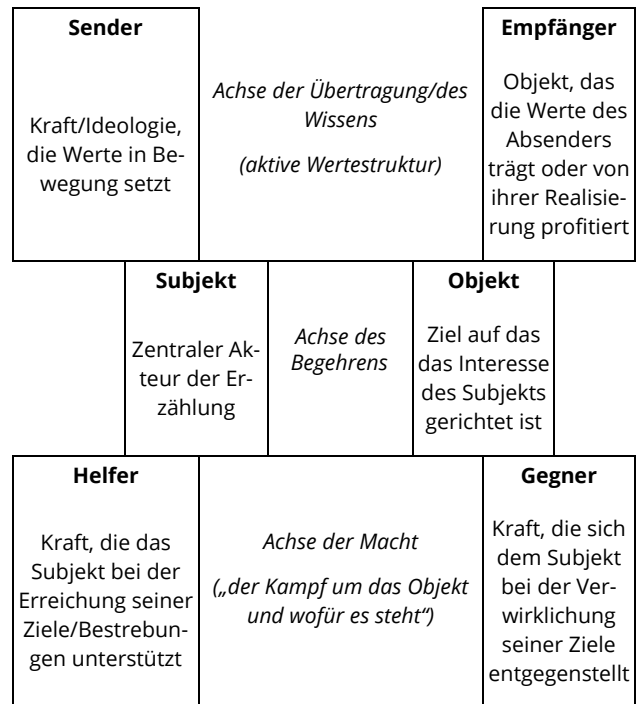 Sender
Kraft/Ideologie,
die Werte in Be-
wegung setzt
Achse der Übertragung/des
Wissens
(aktive Wertestruktur)
Empfänger
Objekt, das
die Werte des
Absenders
trägt oder von
ihrer Realisie-
rung profitiert
Subjekt
Zentraler Ak-
teur der Er-
zählung
Achse des
Begehrens
Objekt
Ziel auf das
das Interesse
des Subjekts
gerichtet ist
Helfer
Kraft, die das
Subjekt bei der
Erreichung seiner
Ziele/Bestrebun-
gen unterstützt
Achse der Macht
(„der Kampf um das Objekt
und wofür es steht“)
Gegner
Kraft, die sich
dem Subjekt
bei der Ver-
wirklichung
seiner Ziele
entgegenstellt